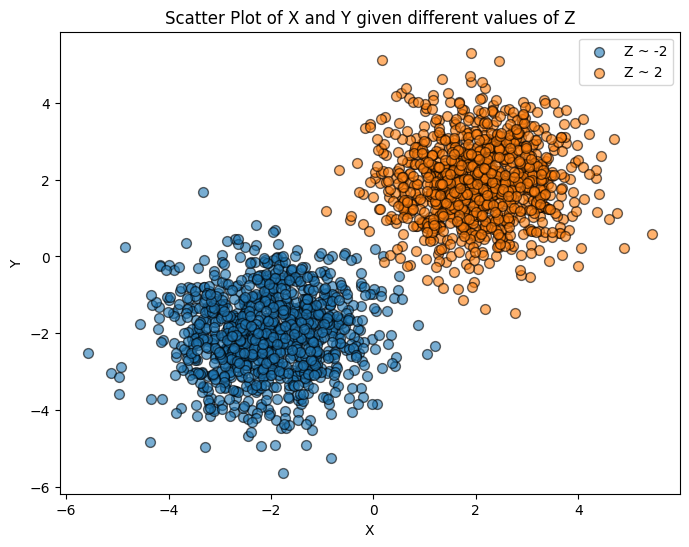 Scatter Plot of X and Y given different values of Z
Z ~ -2
Z ~ 2
4
2
0
−2
−4
−6
Y
−6
−4
−2
0
2
4
X